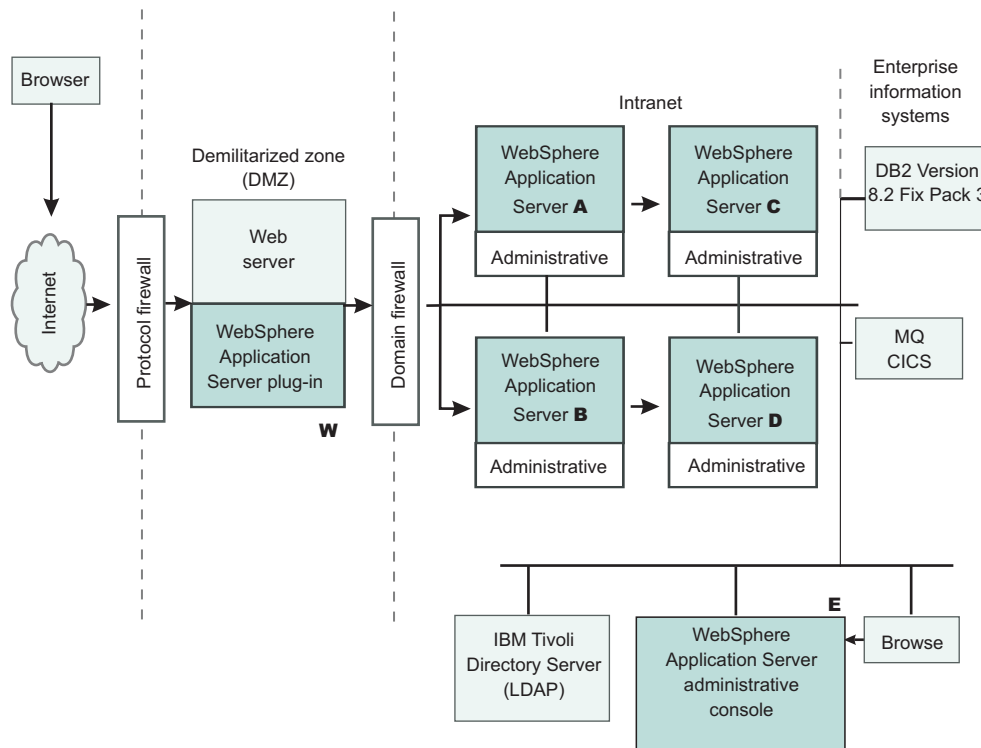 Browser
Internet
Protocol firewall
Demilitarized zone
(DMZ)
Web
server
WebSphere
Application
Server plug-in
W
Domain firewall
Intranet
WebSphere
Application
Server A
Administrative
WebSphere
Application
Server C
Administrative
WebSphere
Application
Server B
Administrative
WebSphere
Application
Server D
Administrative
Enterprise
information
systems
DB2 Version
8.2 Fix Pack 3
MQ
CICS
IBM Tivoli
Directory Server
(LDAP)
E
WebSphere
Application Server
administrative
console
Browse